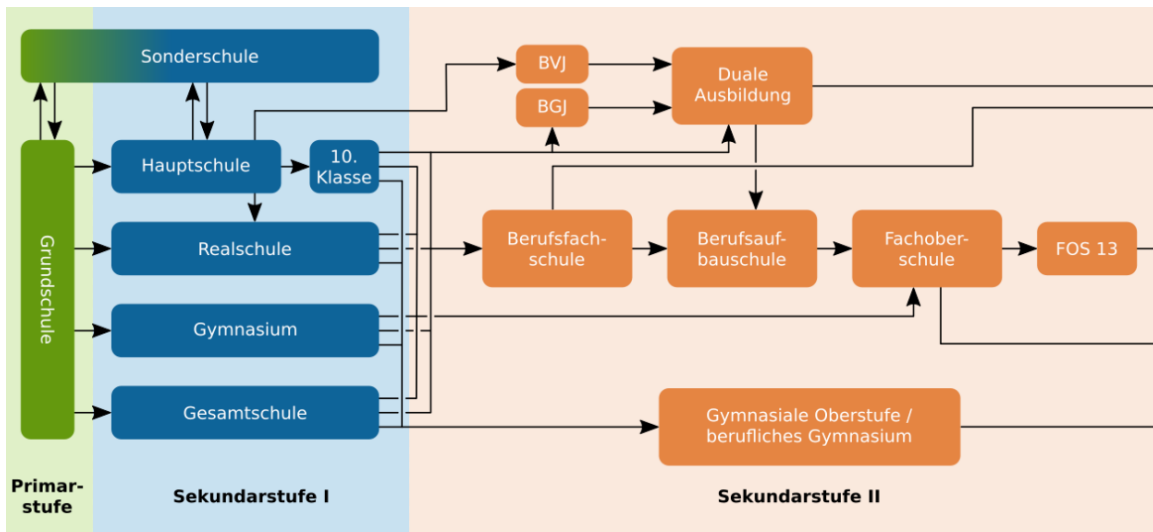 Sonderschule
BVJ
Duale
Ausbildung
BGJ
Hauptschule
10.
Klasse
Grundschule
Realschule
Berufsfach-
schule
Berufsauf-
bauschule
Fachober-
schule
FOS 13
Gymnasium
Gesamtschule
Gymnasiale Oberstufe /
berufliches Gymnasium
Primar-
stufe
Sekundarstufe I
Sekundarstufe II